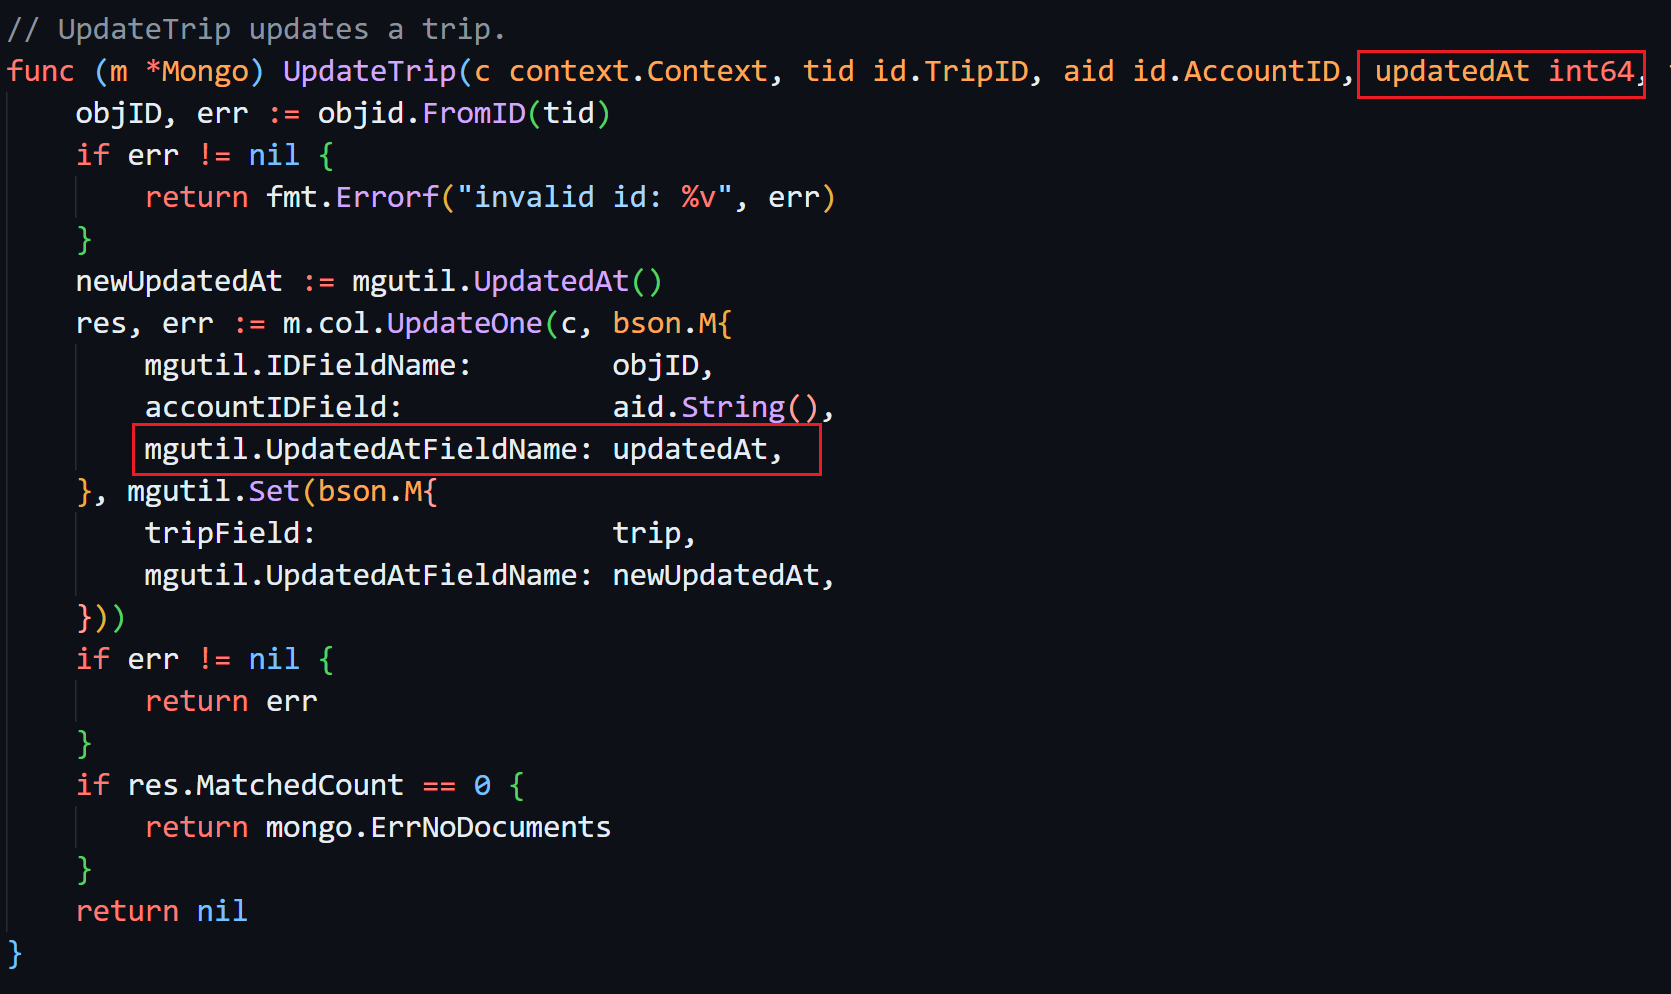 // UpdateTrip updates a trip.
func (m *Mongo) UpdateTrip(c context.Context, tid id.TripID, aid id.AccountID, updatedAt int64,
    objID, err := objid.FromID(tid)
    if err != nil {
        return fmt.Errorf("invalid id: %v", err)
    }
    newUpdatedAt := mgutil.UpdatedAt()
    res, err := m.col.UpdateOne(c, bson.M{
        mgutil.IDFieldName:        objID,
        accountIDField:            aid.String(),
        mgutil.UpdatedAtFieldName: updatedAt,
    }, mgutil.Set(bson.M{
        tripField:                 trip,
        mgutil.UpdatedAtFieldName: newUpdatedAt,
    }))
    if err != nil {
        return err
    }
    if res.MatchedCount == 0 {
        return mongo.ErrNoDocuments
    }
    return nil
}